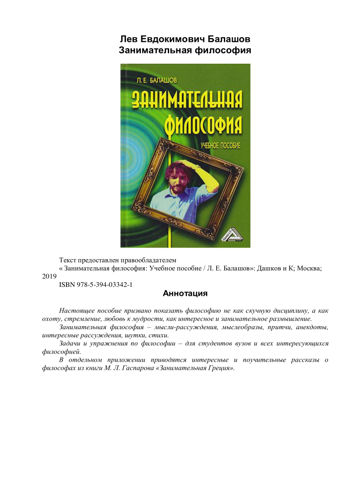 Лев Евдокимович Балашов
Занимательная философия
Л. Е. БАЛАШОВ
ЗАНИМАТЕЛЬНАЯ
ФИЛОСОФИЯ
УЧЕБНОЕ ПОСОБИЕ
Текст предоставлен правообладателем
« Занимательная философия: Учебное пособие / Л. Е. Балашов»: Дашков и К; Москва;
2019
ISBN 978-5-394-03342-1
Аннотация
Настоящее пособие призвано показать философию не как скучную дисциплину, а как
охоту, стремление, любовь к мудрости, как интересное и занимательное размышление.
Занимательная философия – мысли-рассуждения, мыслеобразы, притчи, анекдоты,
интересные рассуждения, шутки, стихи.
Задачи и упражнения по философии – для студентов вузов и всех интересующихся
философией.
В отдельном приложении приводятся интересные и поучительные рассказы о
философах из книги М. Л. Гаспарова «Занимательная Греция».